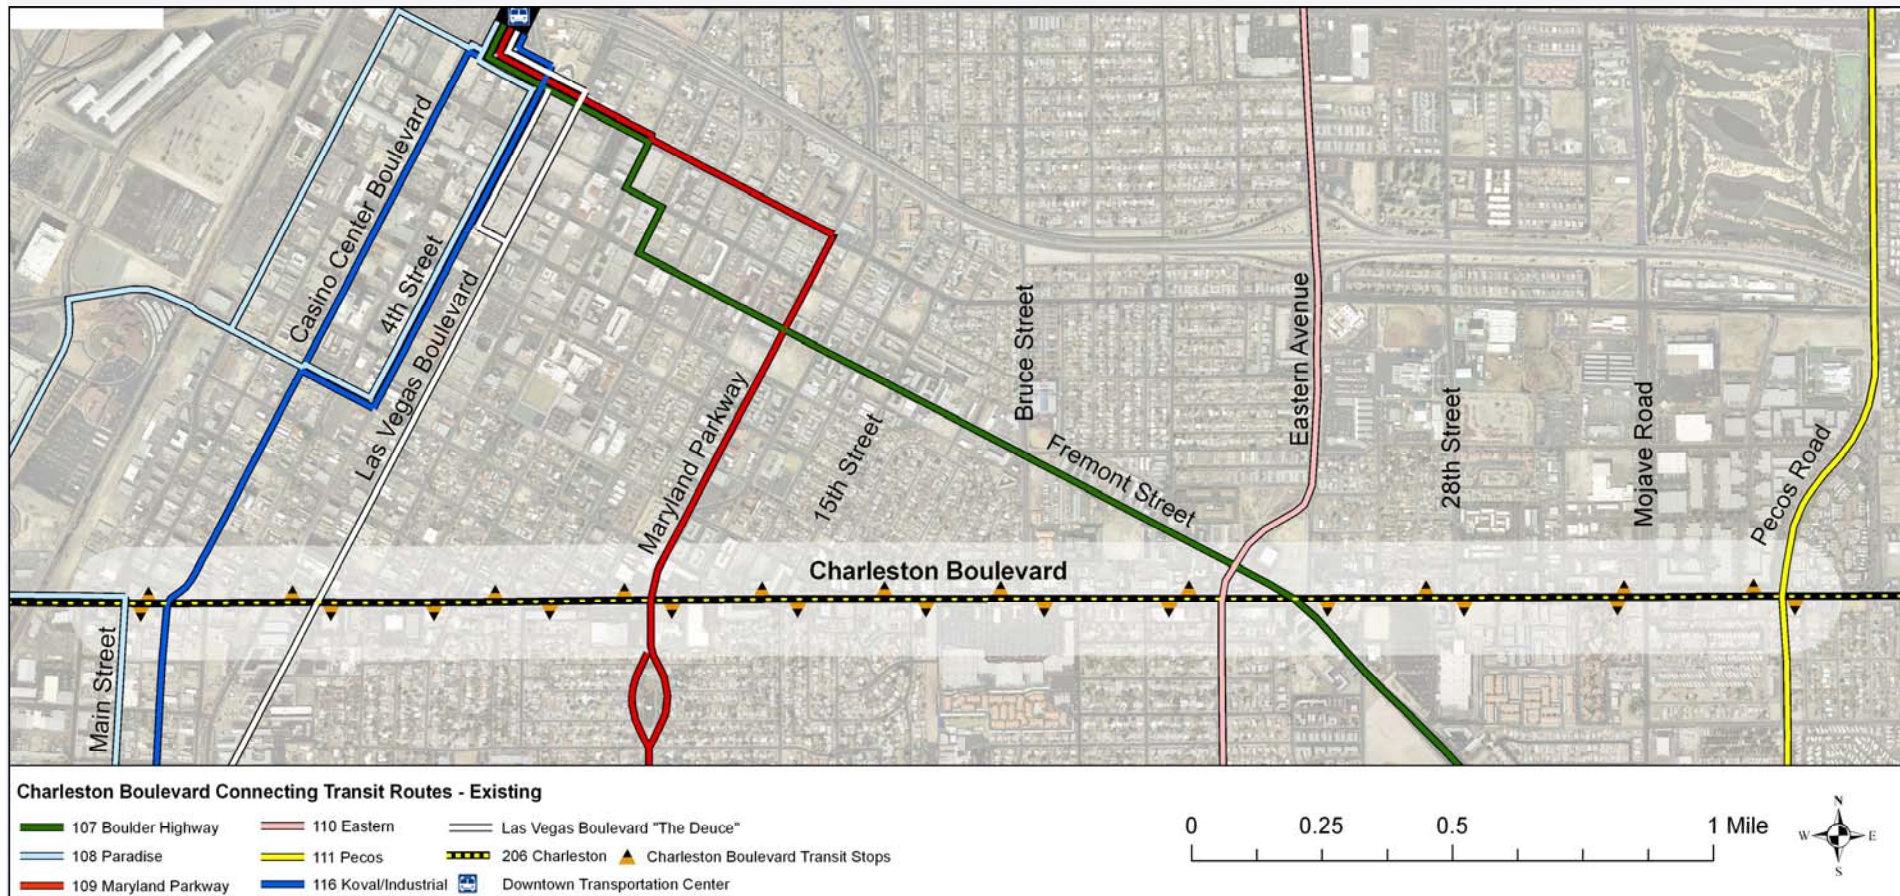 Casino Center Boulevard
4th Street
Las Vegas Boulevard
Maryland Parkway
15th Street
Bruce Street
Fremont Street
Eastern Avenue
28th Street
Mojave Road
Pecos Road
Charleston Boulevard
Main Street
Charleston Boulevard Connecting Transit Routes - Existing
107 Boulder Highway
110 Eastern
Las Vegas Boulevard "The Deuce"
108 Paradise
111 Pecos
206 Charleston
Charleston Boulevard Transit Stops
109 Maryland Parkway
116 Koval/Industrial
Downtown Transportation Center
0 0.25 0.5 1 Mile
N
W E
S